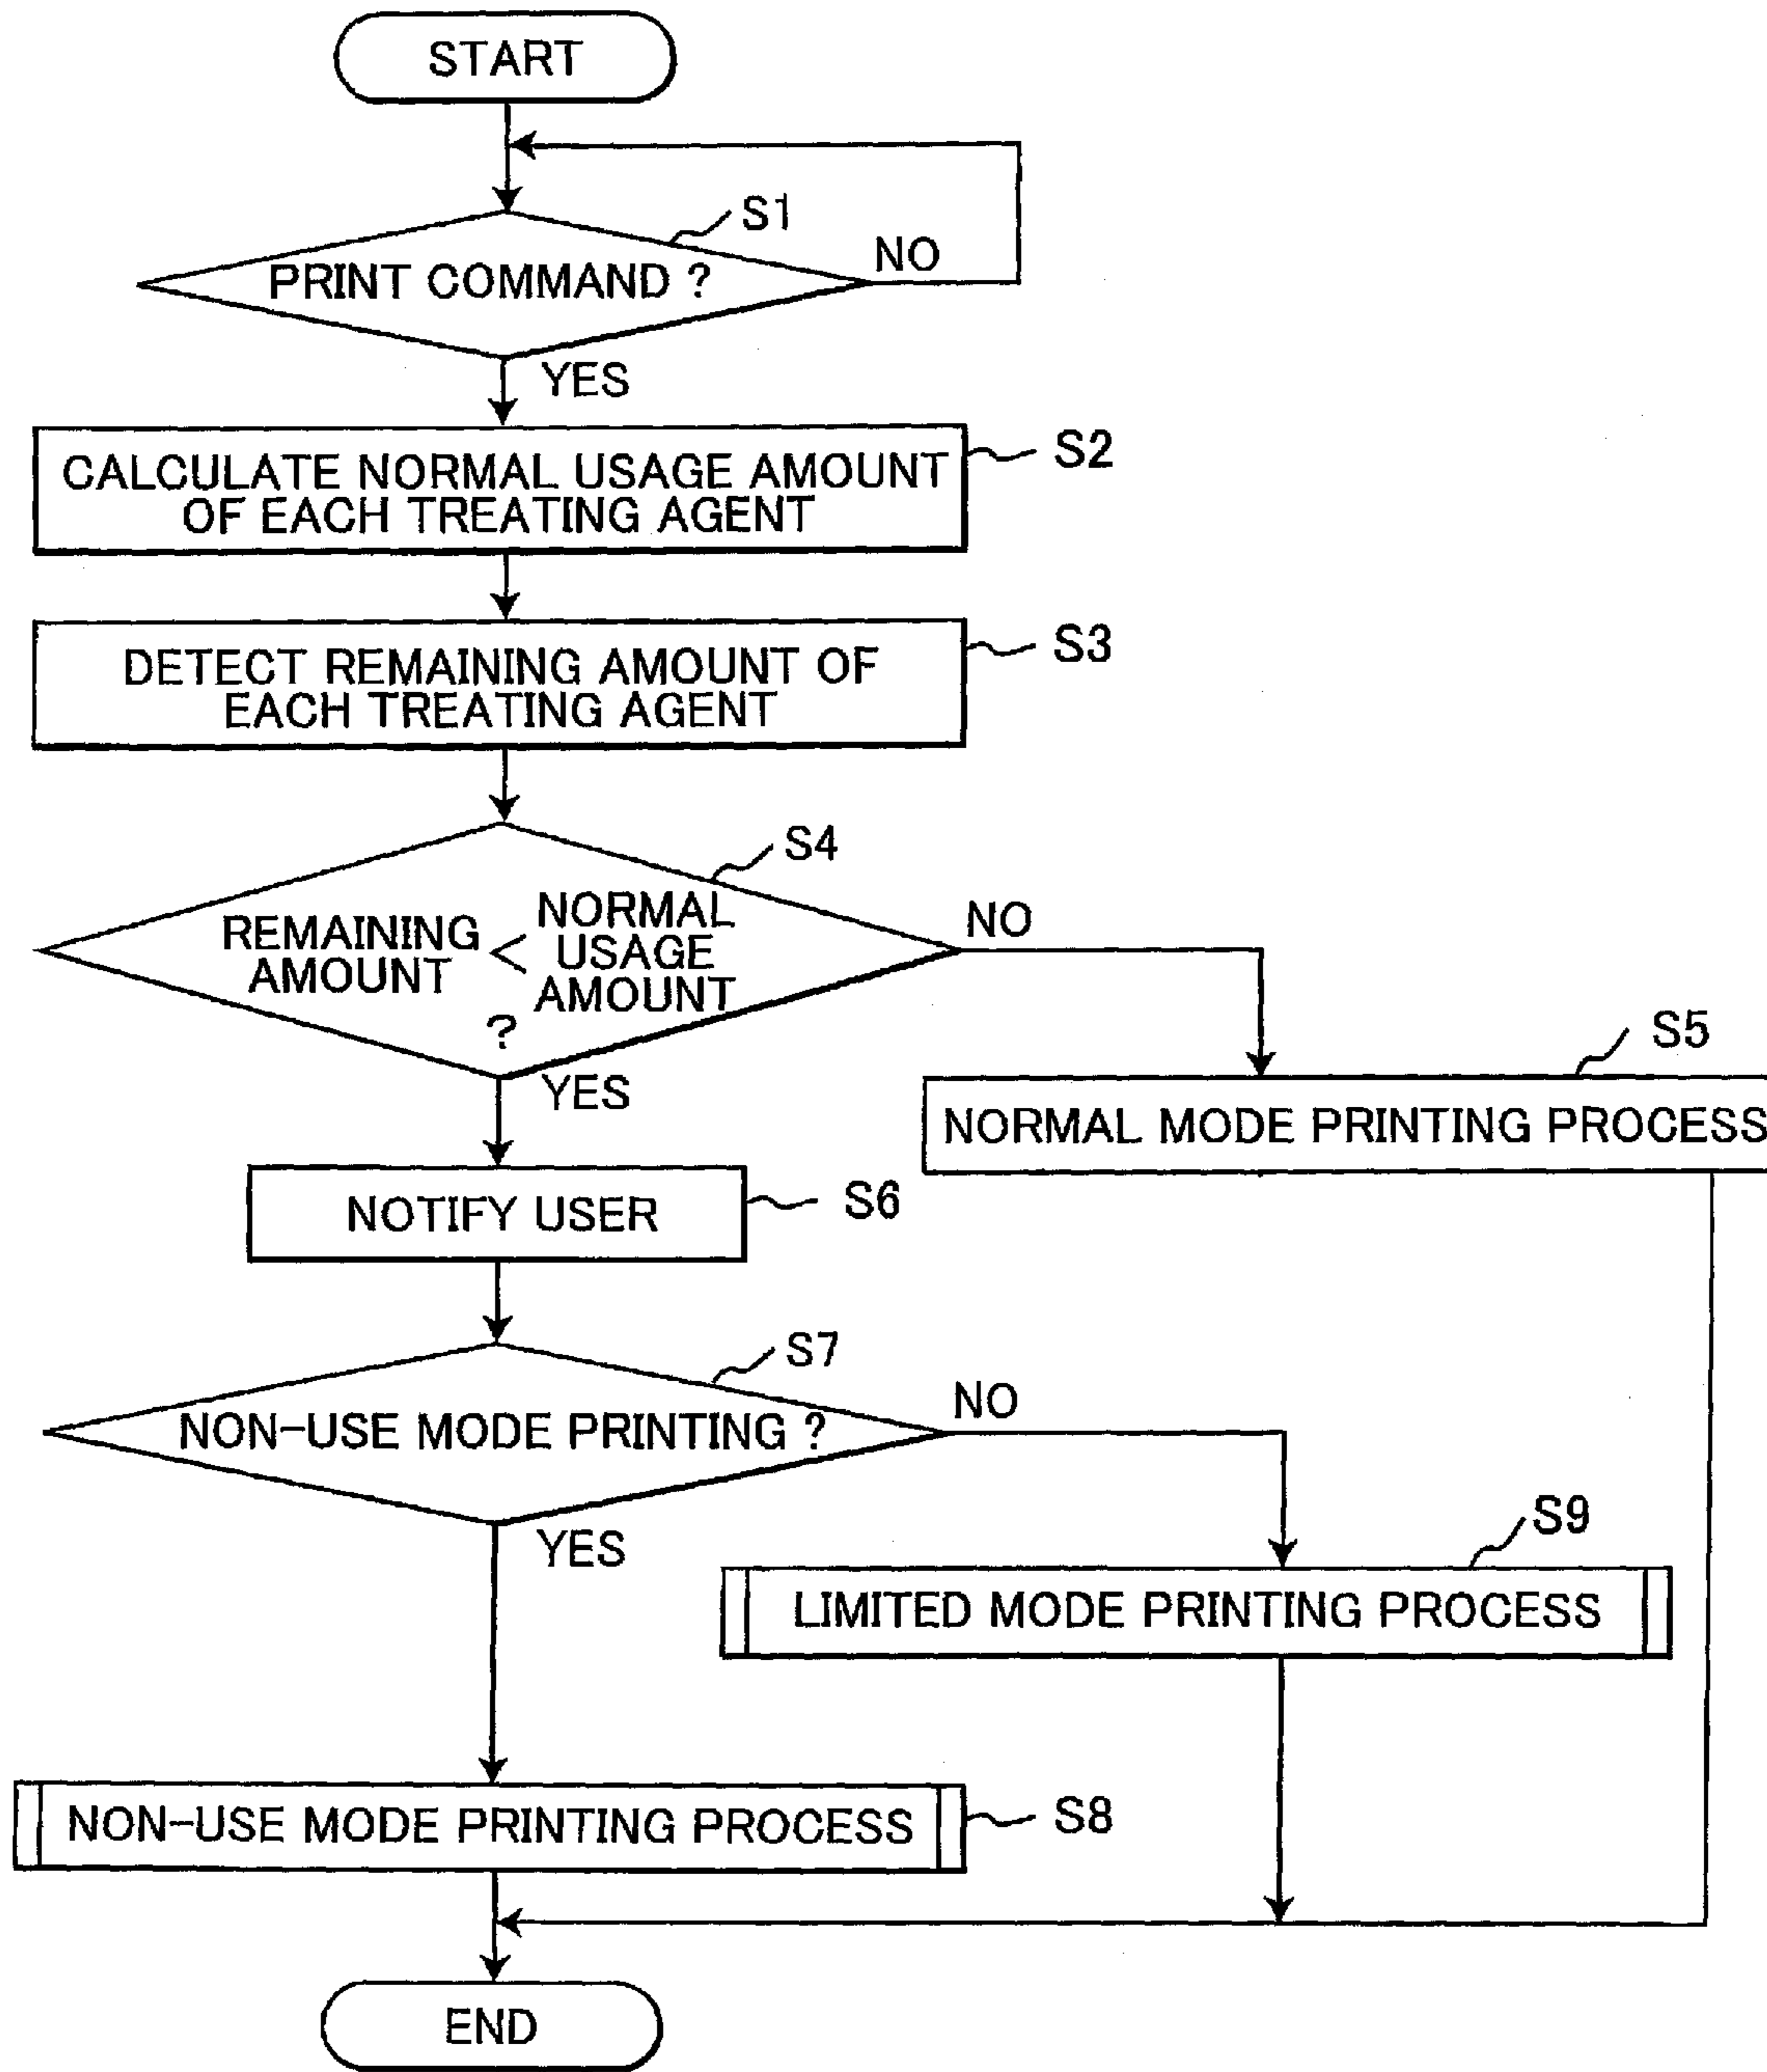 START
S1
PRINT COMMAND ?
NO
YES
S2
CALCULATE NORMAL USAGE AMOUNT
OF EACH TREATING AGENT
S3
DETECT REMAINING AMOUNT OF
EACH TREATING AGENT
S4
REMAINING
AMOUNT
<
NORMAL
USAGE
AMOUNT
?
NO
YES
S5
NORMAL MODE PRINTING PROCESS
NOTIFY USER
S6
S7
NON-USE MODE PRINTING ?
NO
YES
S9
LIMITED MODE PRINTING PROCESS
NON-USE MODE PRINTING PROCESS
S8
END